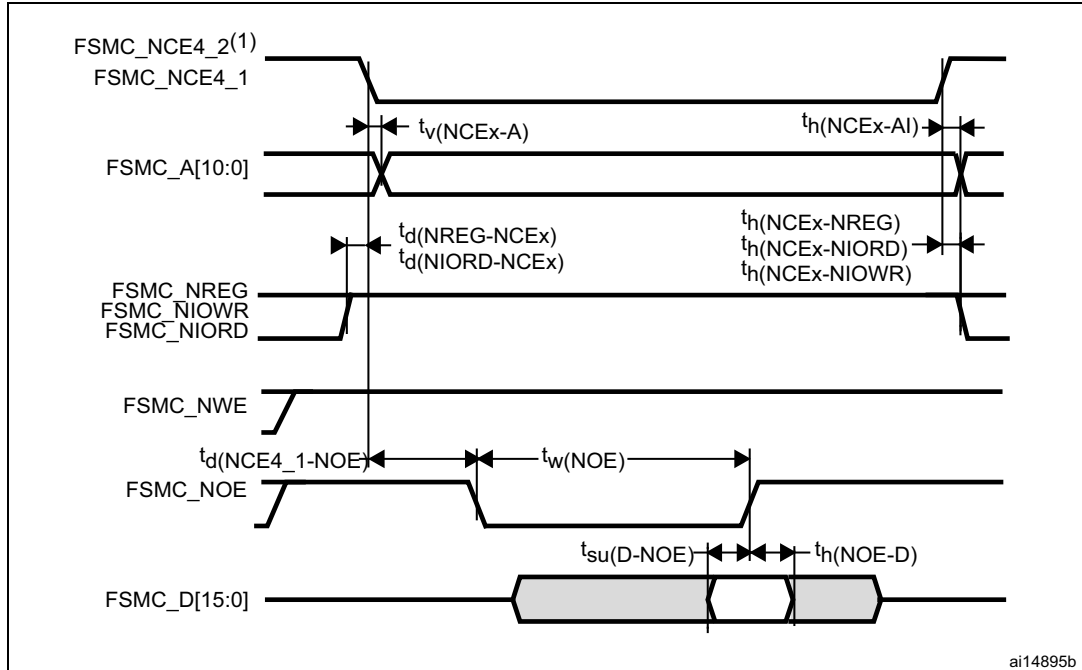 FSMC_NCE4_2(1)
FSMC_NCE4_1
tv(NCEx-A)
th(NCEx-AI)
FSMC_A[10:0]
td(NREG-NCEx)
td(NIORD-NCEx)
th(NCEx-NREG)
th(NCEx-NIORD)
th(NCEx-NIOWR)
FSMC_NREG
FSMC_NIOWR
FSMC_NIORD
FSMC_NWE
td(NCE4_1-NOE)
tw(NOE)
FSMC_NOE
tsu(D-NOE)
th(NOE-D)
FSMC_D[15:0]
ai14895b